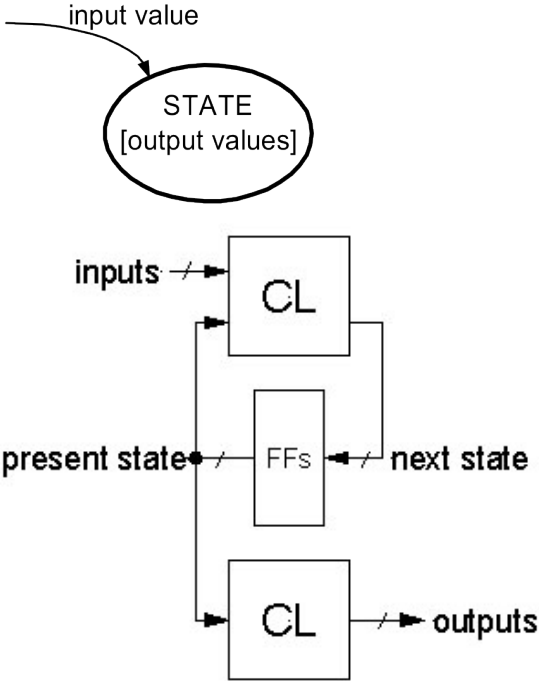 input value
STATE
[output values]
inputs
CL
present state
FFs
next state
CL
outputs